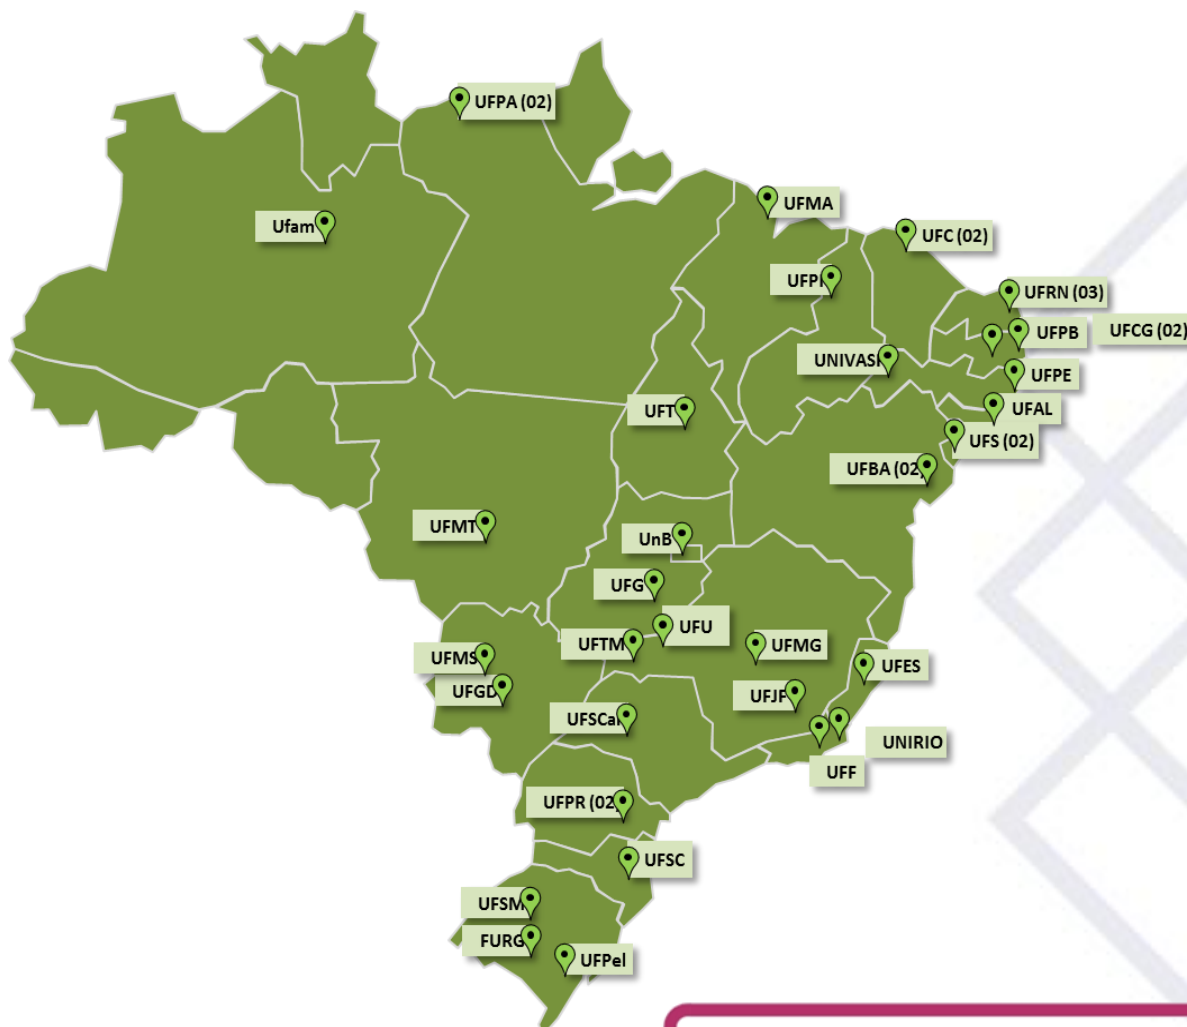 UFPA (02)
UFMA
Ufam
UFC (02)
UFPI
UFRN (03)
UFPB
UFCG (02)
UNIVASF
UFPE
UFT
UFAL
UFS (02)
UFBA (02)
UFMT
UnB
UFG
UFU
UFTM
UFMG
UFMS
UFES
UFGD
UFJF
UFSCar
UNIRIO
UFF
UFPR (02)
UFSC
UFSM
FURG
UFPel